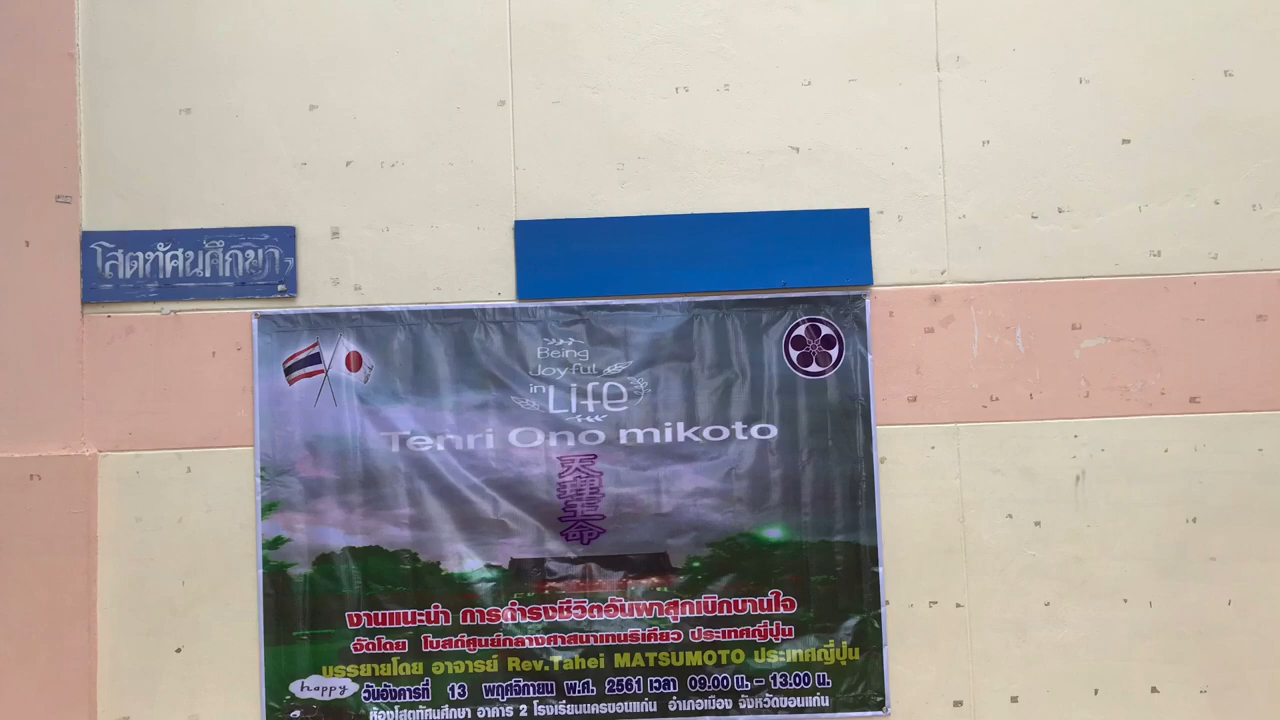 โสตทัศนศึกษา
Being
Joyful
in Life
Tenri Ono mikoto
天理王命
งานแนะนำ การดำรงชีวิตอันผาสุกเบิกบานใจ
จัดโดย โบสถ์ศูนย์กลางศาสนาเทนริเคียว ประเทศญี่ปุ่น
บรรยายโดย อาจารย์ Rev.Tahei MATSUMOTO ประเทศญี่ปุ่น
happy
วันอังคารที่ 13 พฤศจิกายน พ.ศ. 2561 เวลา 09.00 น. - 13.00 น.
ห้องโสตทัศนศึกษา อาคาร 2 โรงเรียนนครขอนแก่น อำเภอเมือง จังหวัดขอนแก่น